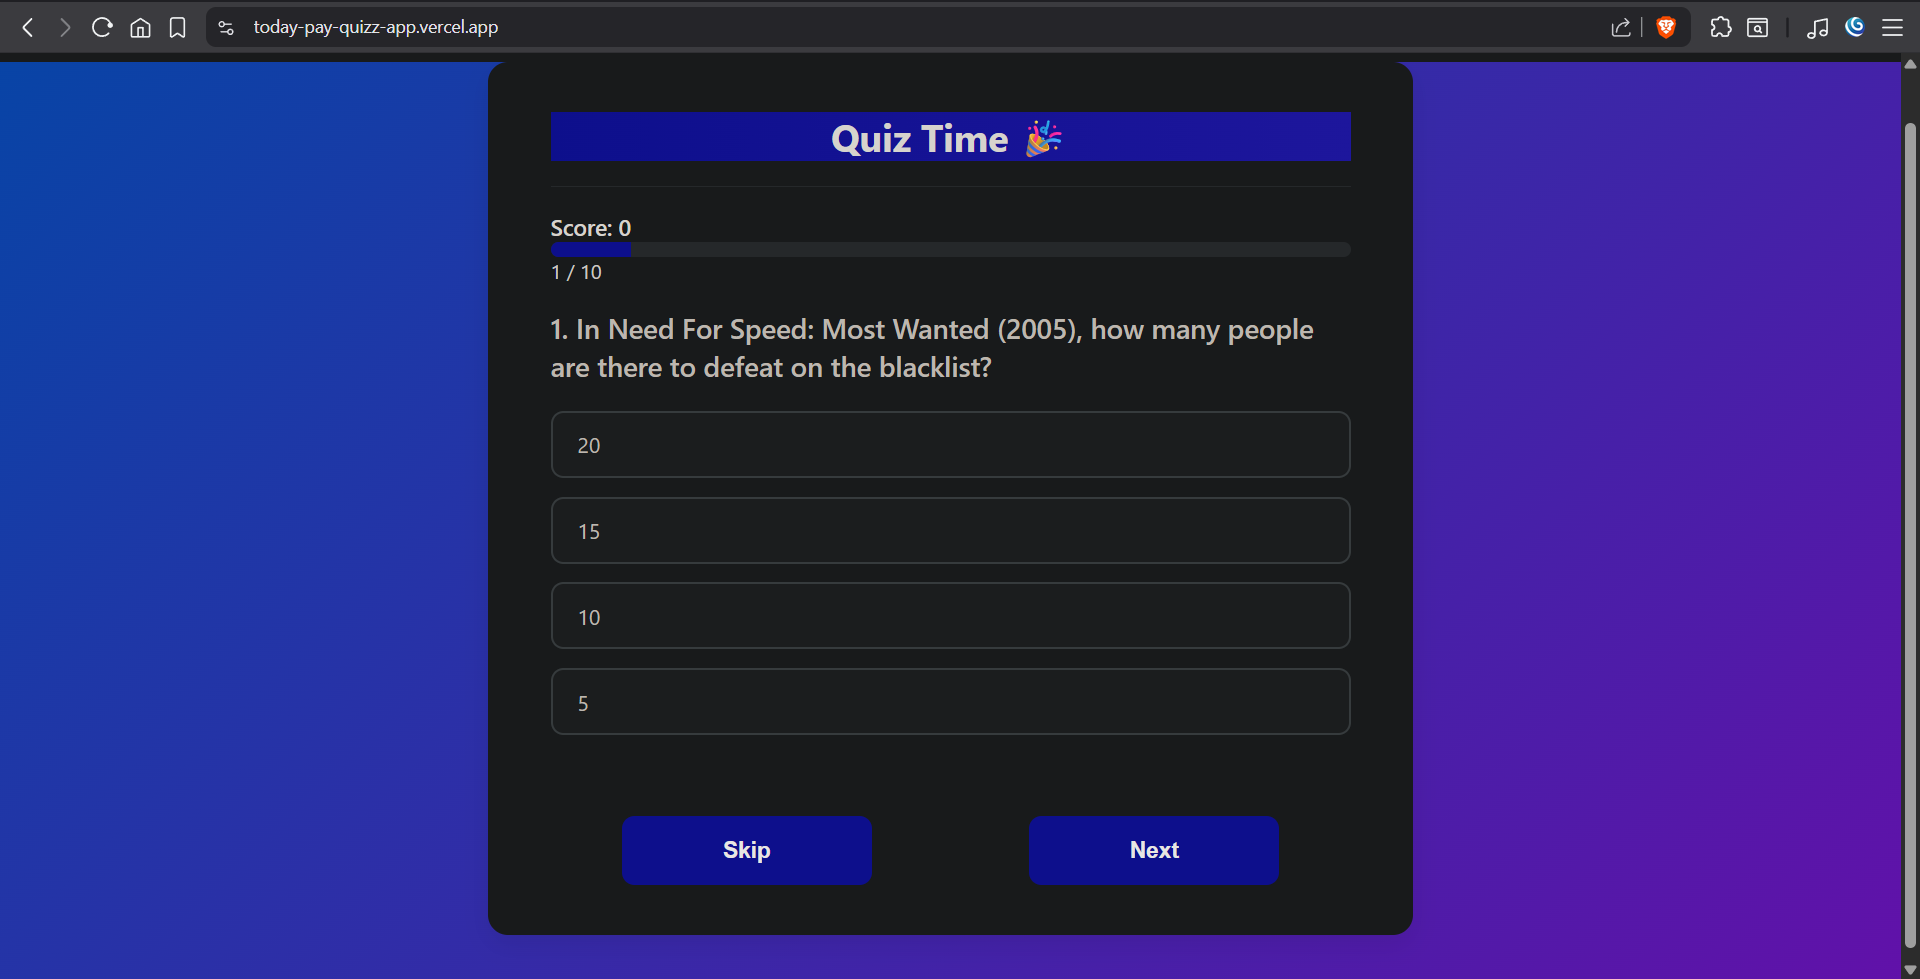 today-pay-quizz-app.vercel.app
Quiz Time 🎉
Score: 0
1 / 10
1. In Need For Speed: Most Wanted (2005), how many people
are there to defeat on the blacklist?
20
15
10
5
Skip
Next